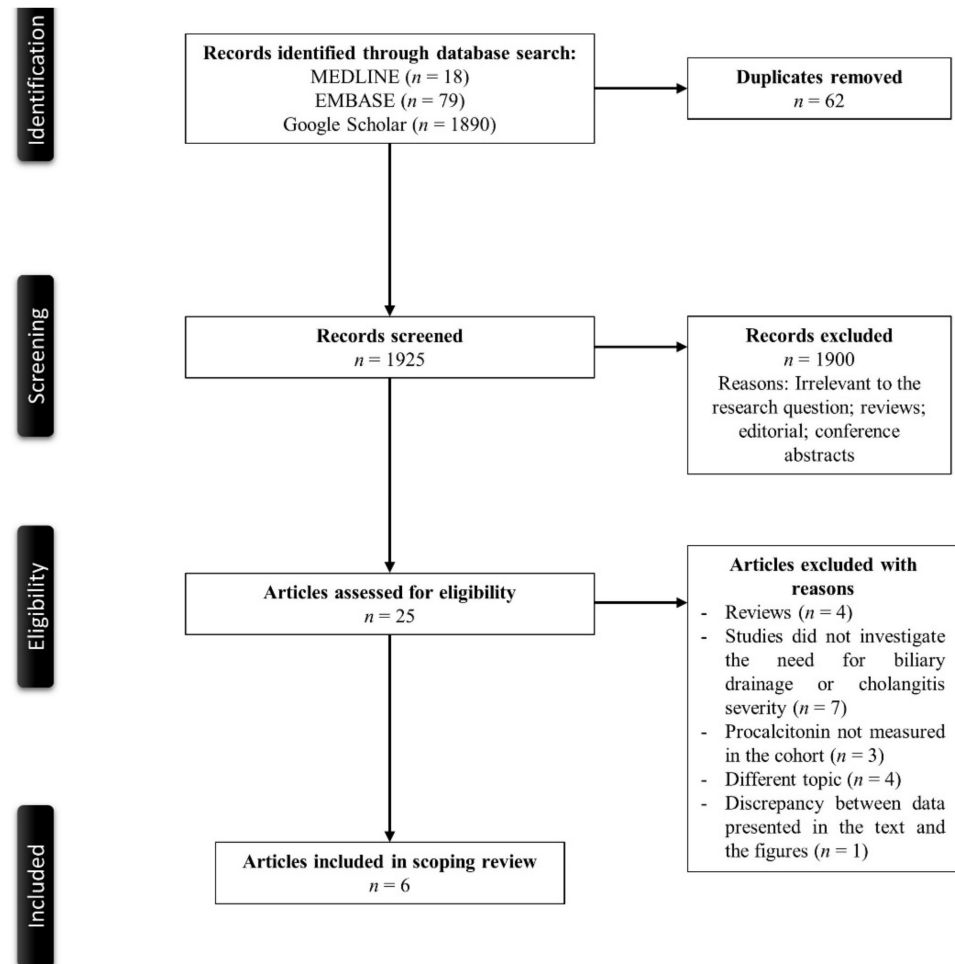 Identification
Records identified through database search:
MEDLINE (n = 18)
EMBASE (n = 79)
Google Scholar (n = 1890)
Duplicates removed
n = 62
Screening
Records screened
n = 1925
Records excluded
n = 1900
Reasons: Irrelevant to the
research question; reviews;
editorial; conference
abstracts
Eligibility
Articles assessed for eligibility
n = 25
Articles excluded with
reasons
- Reviews (n = 4)
- Studies did not investigate
the need for biliary
drainage or cholangitis
severity (n = 7)
- Procalcitonin not measured
in the cohort (n = 3)
- Different topic (n = 4)
- Discrepancy between data
presented in the text and
the figures (n = 1)
Included
Articles included in scoping review
n = 6